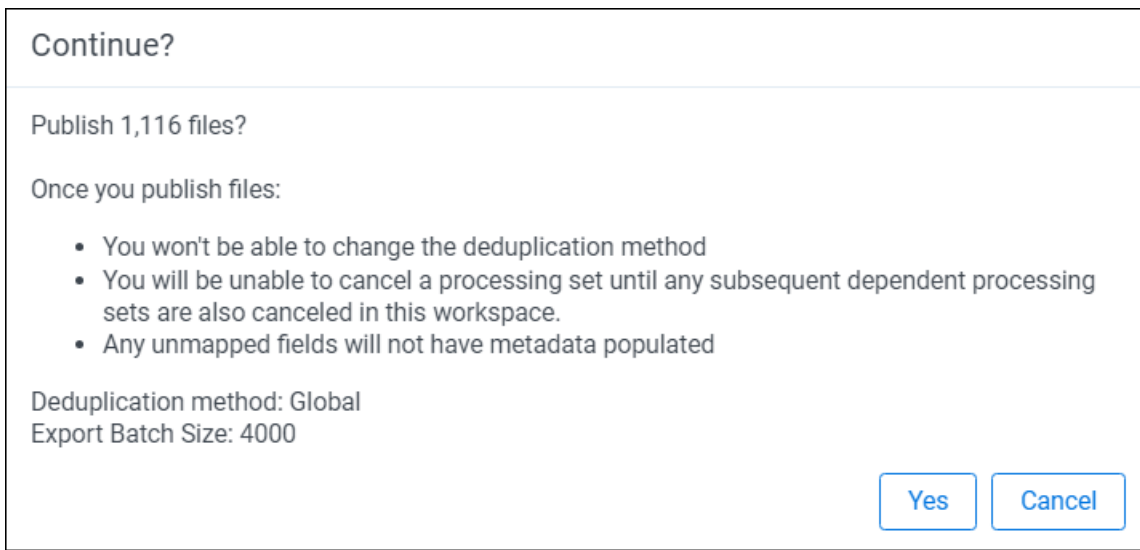 Continue?
Publish 1,116 files?
Once you publish files:
• You won't be able to change the deduplication method
• You will be unable to cancel a processing set until any subsequent dependent processing
sets are also canceled in this workspace.
• Any unmapped fields will not have metadata populated
Deduplication method: Global
Export Batch Size: 4000
Yes Cancel